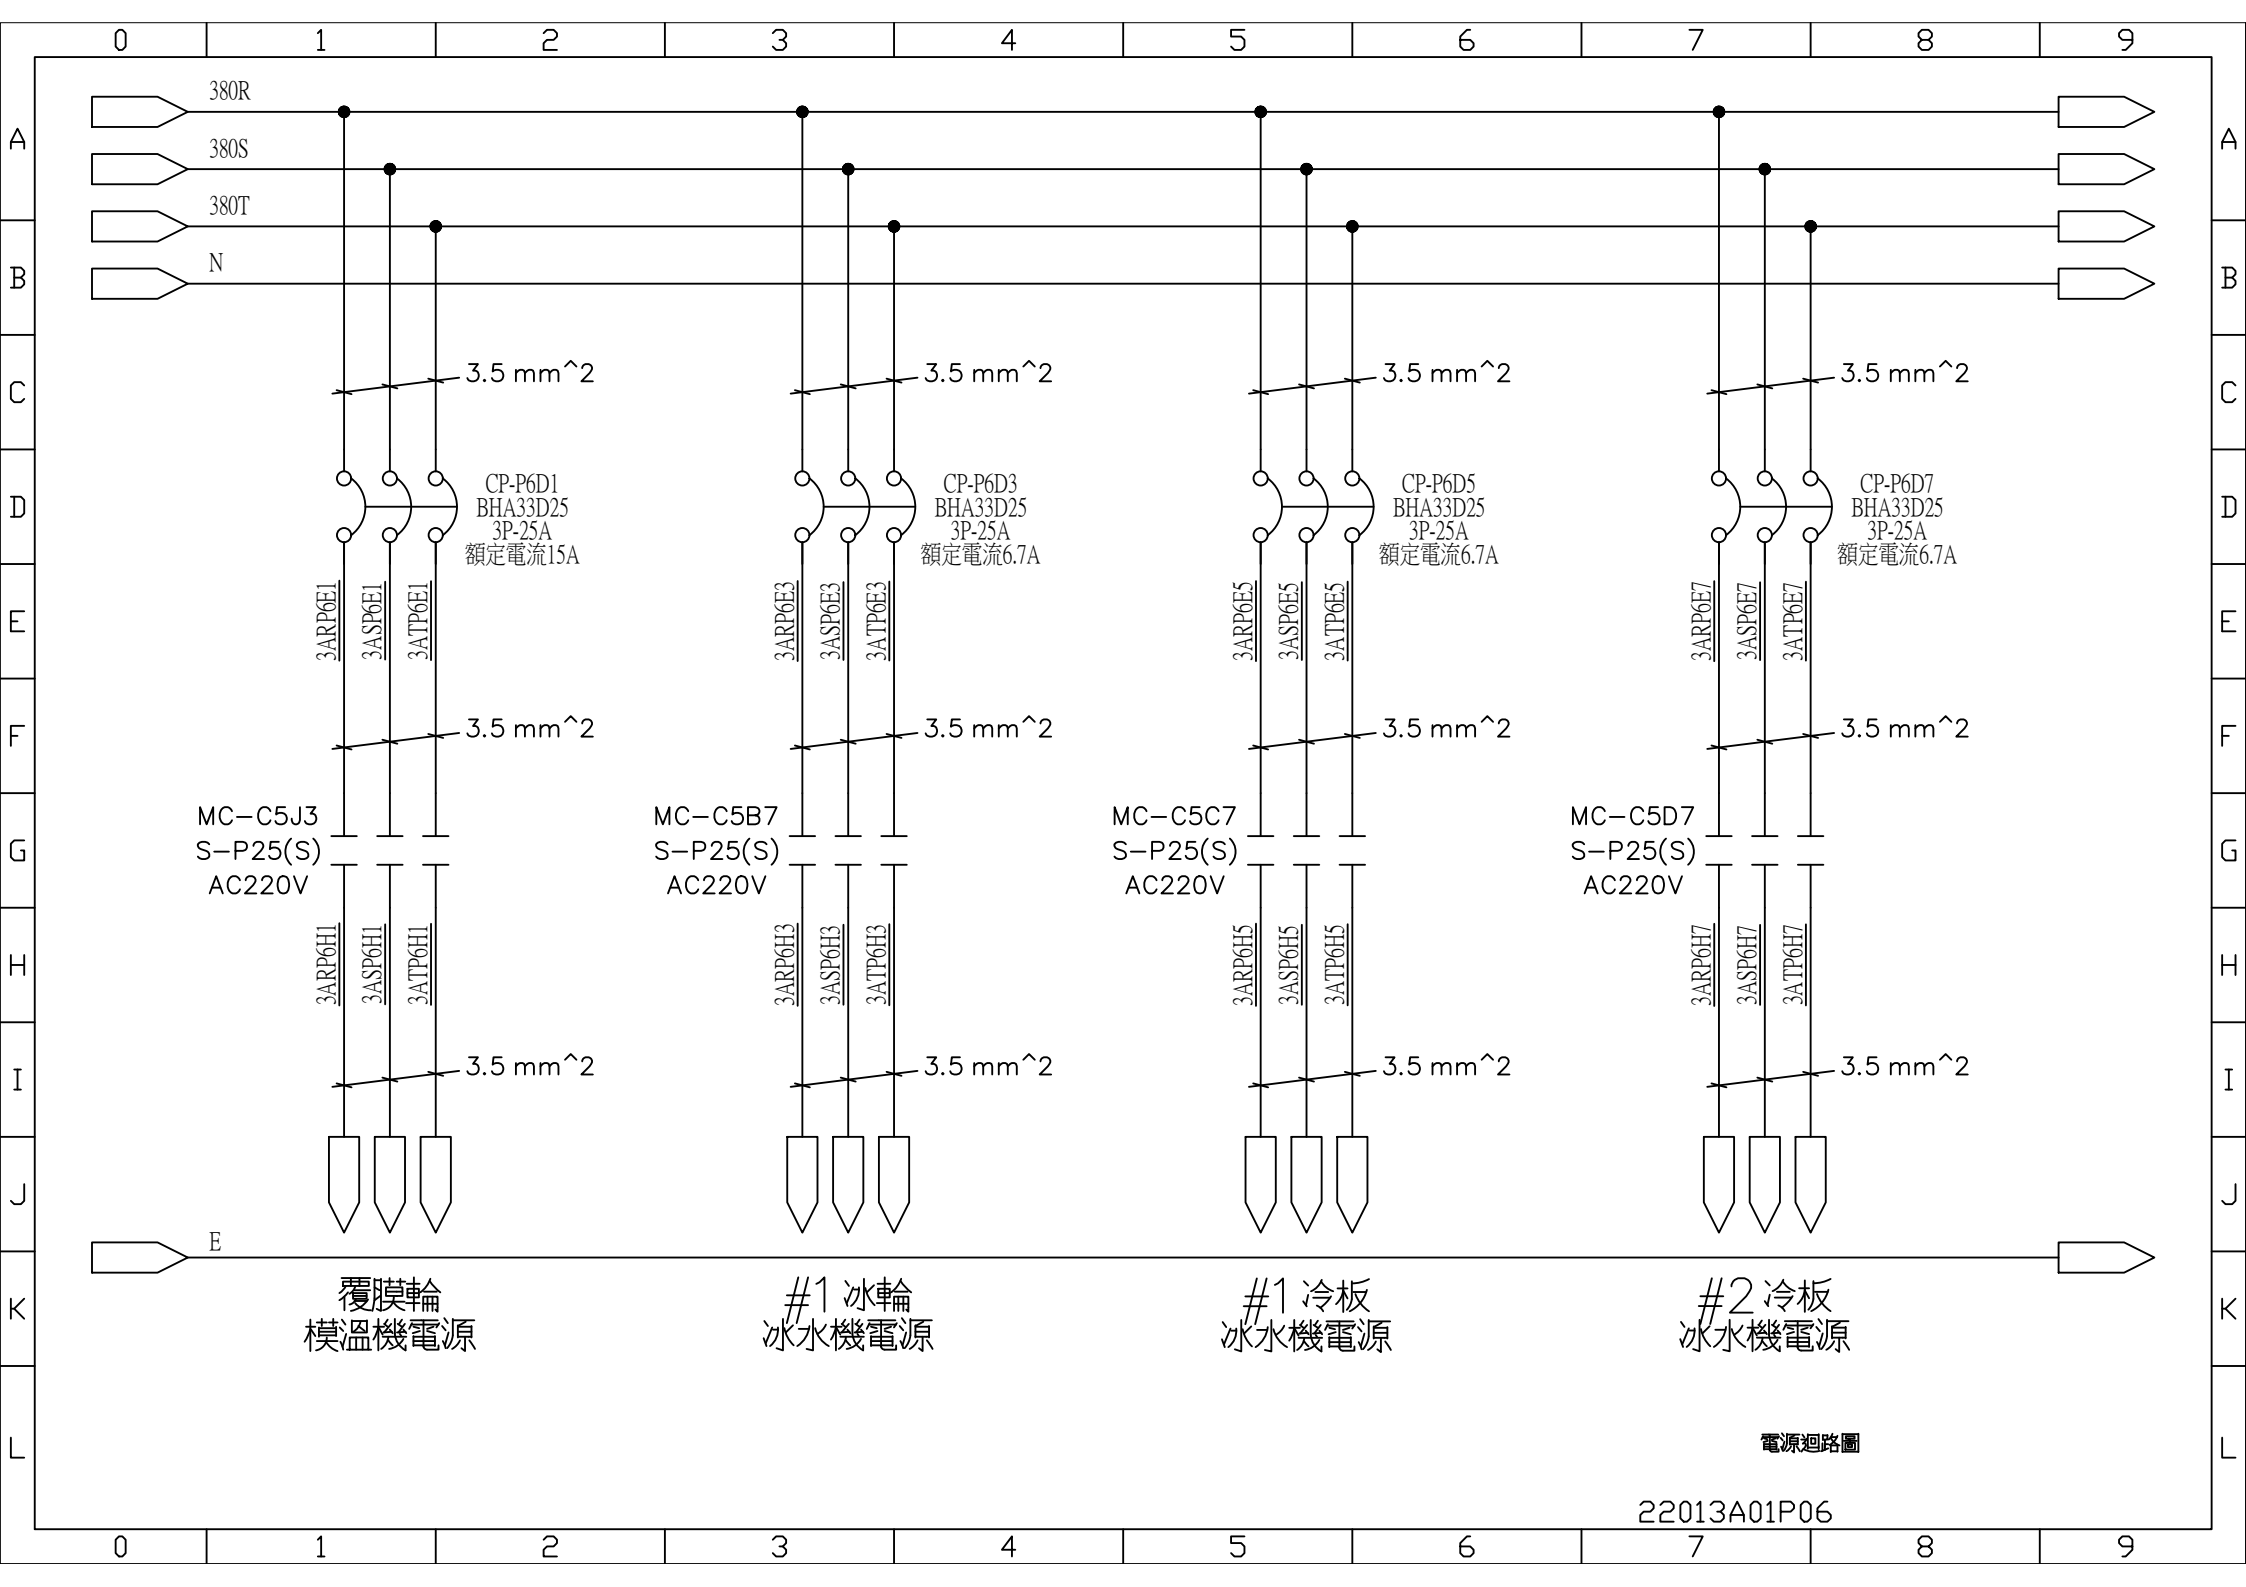 0 1 2 3 4 5 6 7 8 9
A A
B B
C C
D D
E E
F F
G G
H H
I I
J J
K K
L L
380R
380S
380T
N
3.5 mm^2 3.5 mm^2 3.5 mm^2 3.5 mm^2
CP-P6D1
BHA33D25
3P-25A
額定電流15A
CP-P6D3
BHA33D25
3P-25A
額定電流6.7A
CP-P6D5
BHA33D25
3P-25A
額定電流6.7A
CP-P6D7
BHA33D25
3P-25A
額定電流6.7A
3ARP6E1
3ASP6E1
3ATP6E1
3ARP6E3
3ASP6E3
3ATP6E3
3ARP6E5
3ASP6E5
3ATP6E5
3ARP6E7
3ASP6E7
3ATP6E7
3.5 mm^2 3.5 mm^2 3.5 mm^2 3.5 mm^2
MC-C5J3
S-P25(S)
AC220V
MC-C5B7
S-P25(S)
AC220V
MC-C5C7
S-P25(S)
AC220V
MC-C5D7
S-P25(S)
AC220V
3ARP6H1
3ASP6H1
3ATP6H1
3ARP6H3
3ASP6H3
3ATP6H3
3ARP6H5
3ASP6H5
3ATP6H5
3ARP6H7
3ASP6H7
3ATP6H7
3.5 mm^2 3.5 mm^2 3.5 mm^2 3.5 mm^2
E
覆膜輪
模溫機電源
#1 冰輪
冰水機電源
#1 冷板
冰水機電源
#2 冷板
冰水機電源
電源迴路圖
22013A01P06
0 1 2 3 4 5 6 7 8 9